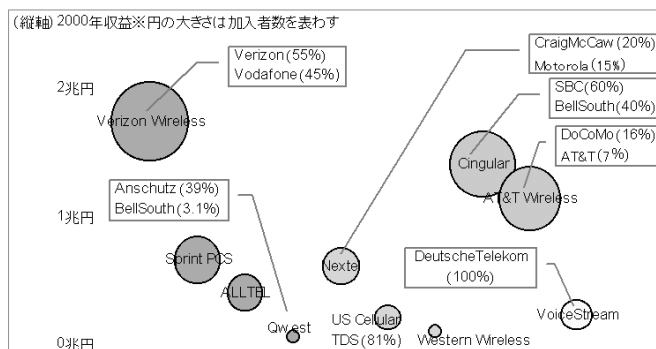 (縦軸) 2000年収益※円の大きさは加入者数を表わす
CraigMcCaw (20%)
Motorola (15%)
Verizon (55%)
Vodafone (45%)
2兆円
SBC (60%)
BellSouth (40%)
Verizon Wireless
DoCoMo (16%)
AT&T (7%)
Cingular
Anschutz (39%)
BellSouth (3.1%)
AT&T Wireless
1兆円
Sprint PCS
Nextel
DeutscheTelekom
(100%)
ALLTEL
Qwest
US Cellular
TDS (81%)
VoiceStream
Western Wireless
0兆円